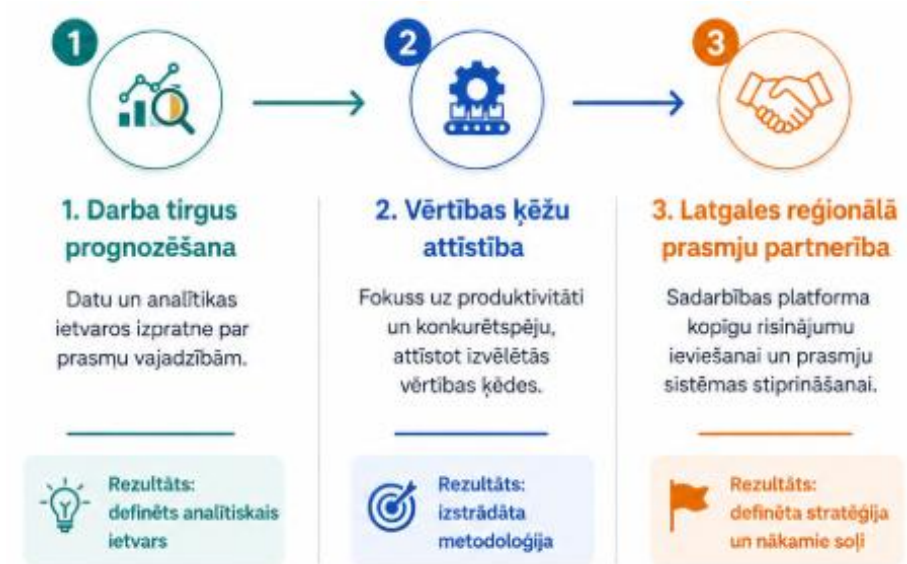 1
2
3
1. Darba tirgus
prognozēšana
Datu un analītikas
ietvaros izpratne par
prasmu vajadzībām.
Rezultāts:
definēts analītiskais
ietvars
2. Vērtības ķēžu
attīstība
Fokuss uz produktivitāti
un konkurētspēju,
attīstot izvēlētās
vērtības ķēdes.
Rezultāts:
izstrādāta
metodoloģija
3. Latgales reģionālā
prasmju partnerība
Sadarbības platforma
kopīgu risinājumu
ieviešanai un prasmju
sistēmas stiprināšanai.
Rezultāts:
definēta stratēģija
un nākamie soļi